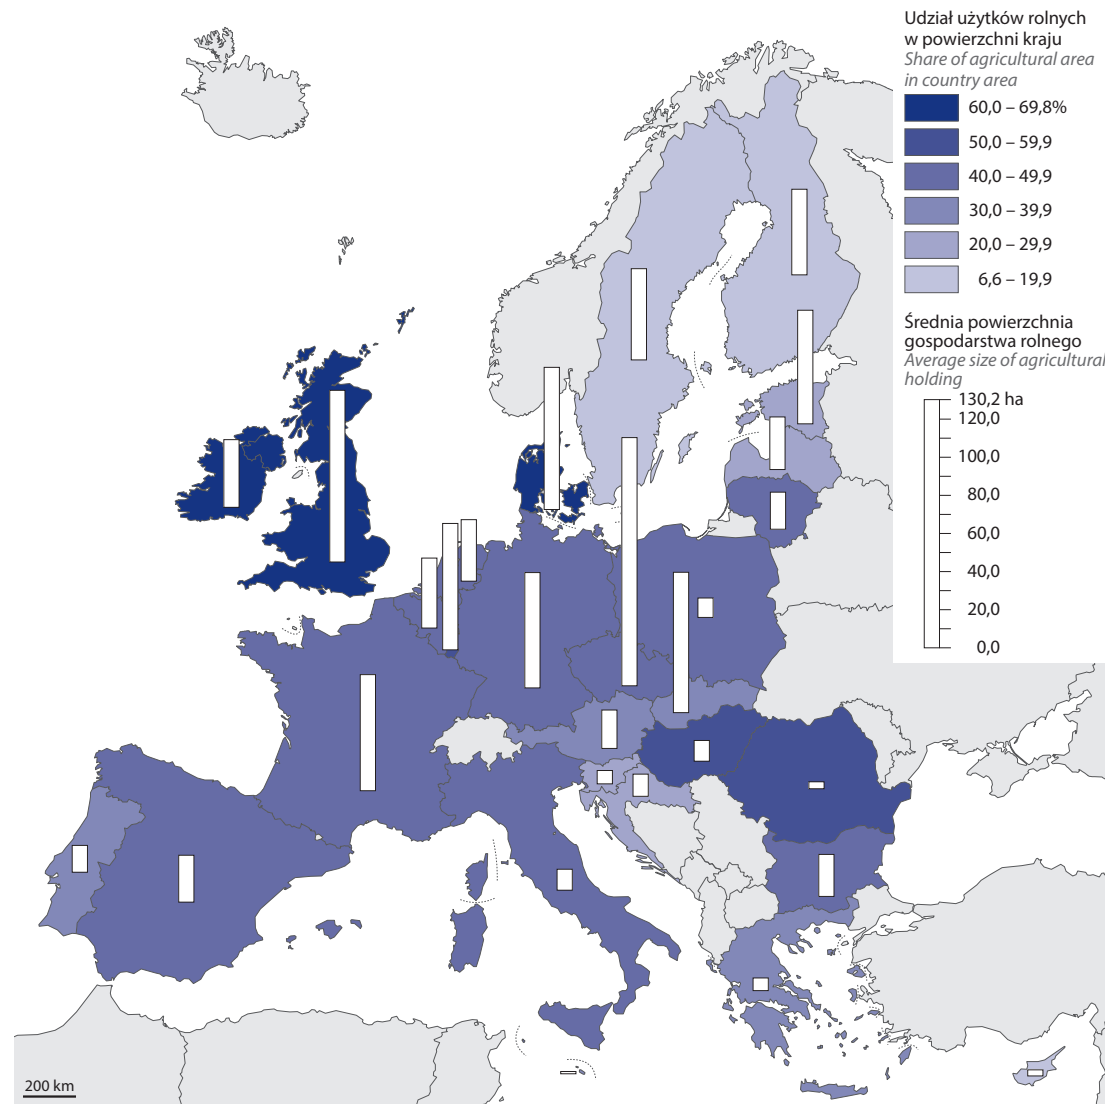 Udział użytków rolnych
w powierzchni kraju
Share of agricultural area
in country area
60,0 – 69,8%
50,0 – 59,9
40,0 – 49,9
30,0 – 39,9
20,0 – 29,9
6,6 – 19,9
Średnia powierzchnia
gospodarstwa rolnego
Average size of agricultural
holding
130,2 ha
120,0
100,0
80,0
60,0
40,0
20,0
0,0
200 km